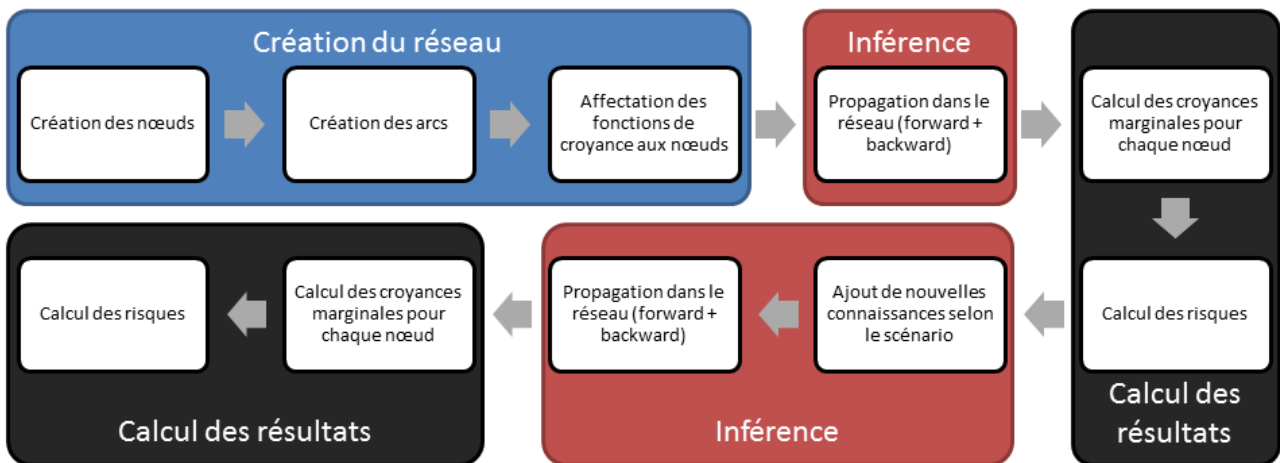 Création du réseau
Création des nœuds
Création des arcs
Affectation des
fonctions de
croyance aux nœuds
Inférence
Propagation dans le
réseau (forward +
backward)
Calcul des croyances
marginales pour
chaque nœud
Calcul des risques
Calcul des
résultats
Ajout de nouvelles
connaissances selon
le scénario
Propagation dans le
réseau (forward +
backward)
Inférence
Calcul des croyances
marginales pour
chaque nœud
Calcul des risques
Calcul des résultats